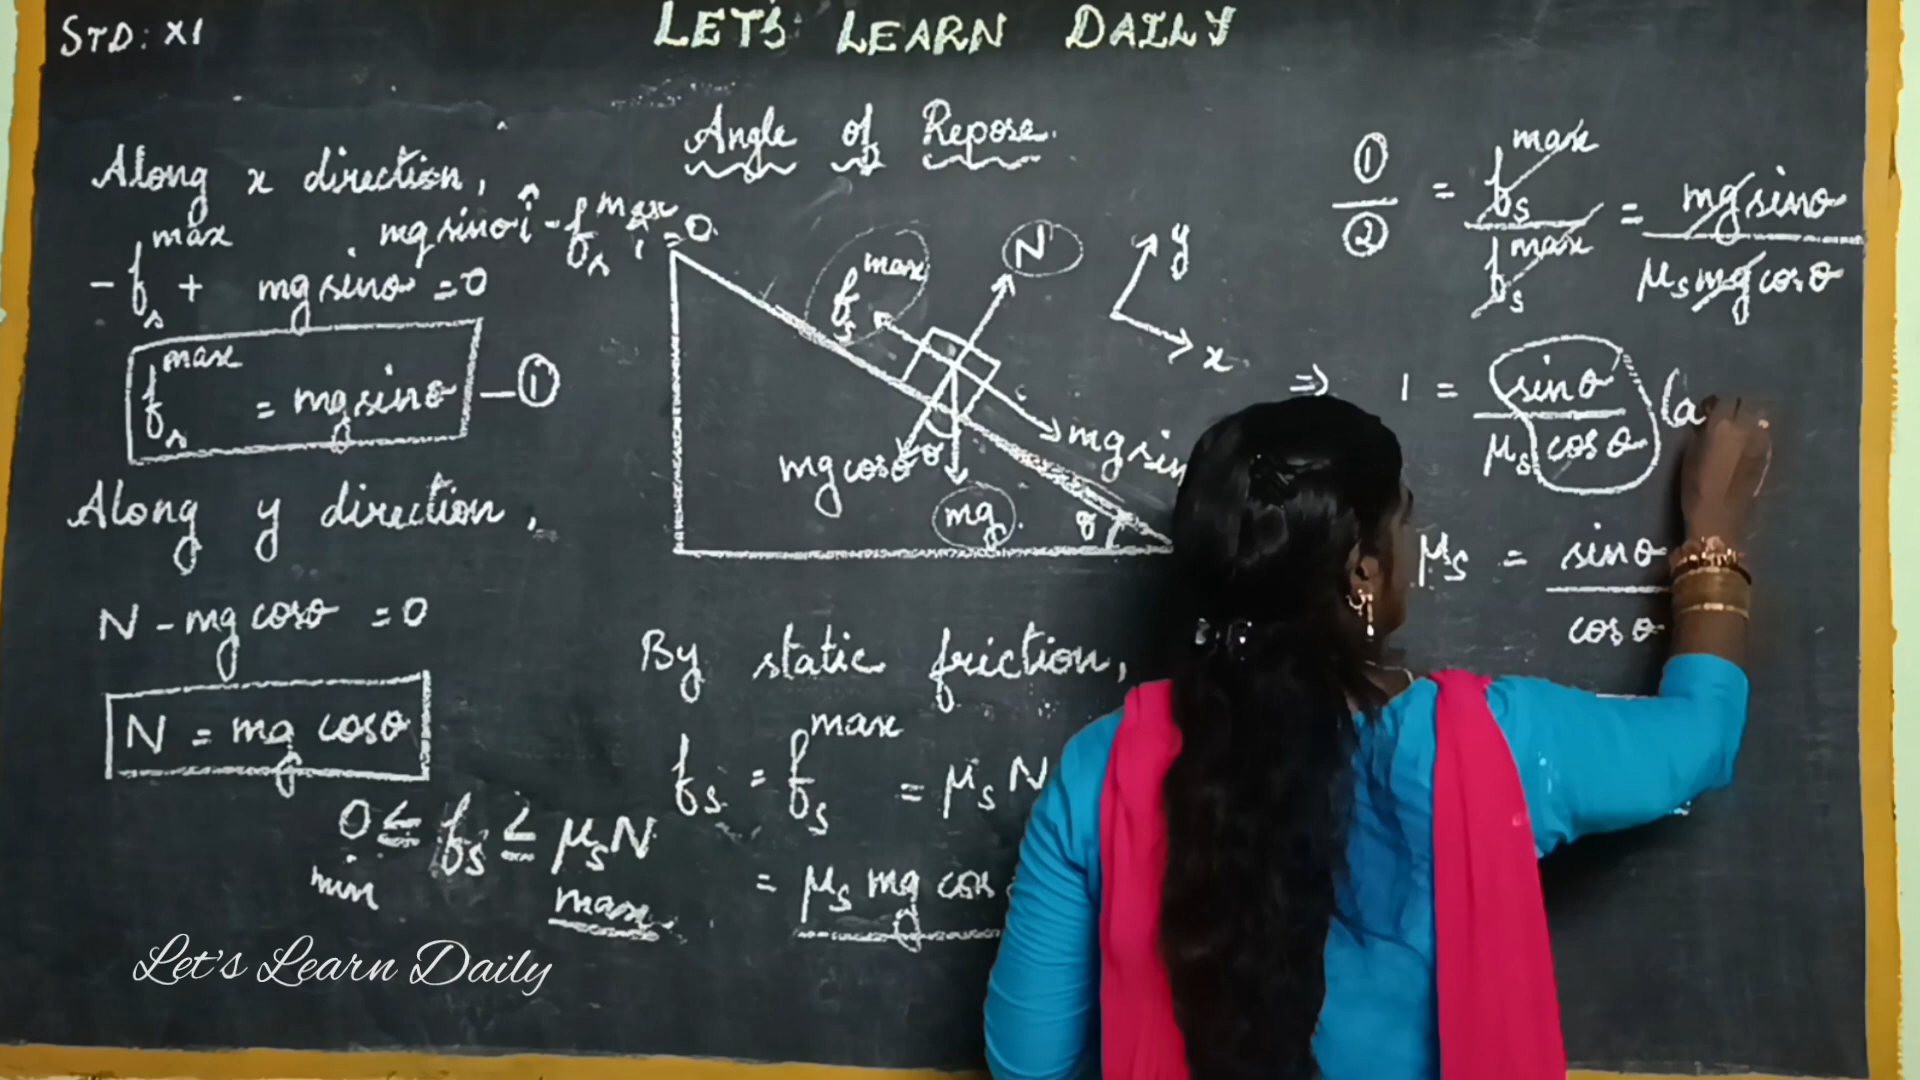 STD: XI
LET'S LEARN DAILY
Angle of Repose.
Along x direction,
mg sinθ î - fₛᵐᵃˣ î = 0.
- fₛᵐᵃˣ + mg sinθ = 0
fₛᵐᵃˣ = mg sinθ — ①
Along y direction,
N - mg cosθ = 0
N = mg cosθ
0 ≤ fₛ ≤ μₛN
min
max
fₛᵐᵃˣ
N
y
x
mg cosθ
θ
mg sin
mg
θ
By static friction,
fₛ = fₛᵐᵃˣ = μₛ N
= μₛ mg cos
①/② = fₛᵐᵃˣ/fₛᵐᵃˣ = mg sinθ/μₛ mg cosθ
⇒ 1 = sinθ/μₛ cosθ (a
μₛ = sinθ/cosθ
Let's Learn Daily